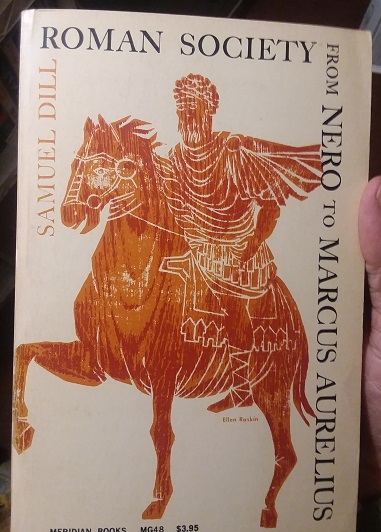 ROMAN SOCIETY
FROM NERO TO MARCUS AURELIUS
SAMUEL DILL
Ellen Raskin
MERIDIAN BOOKS MG48 $3.95